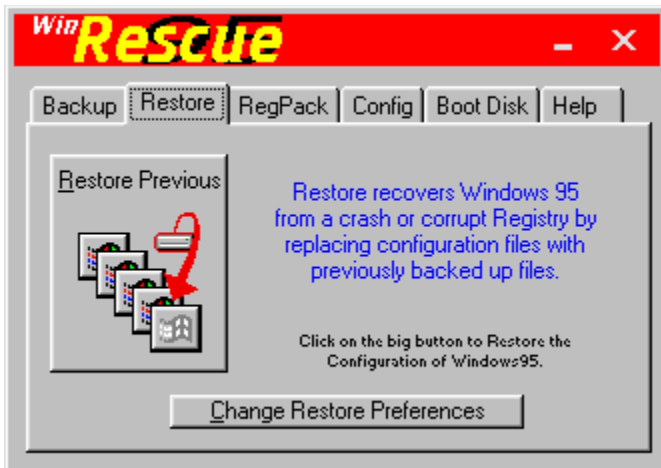 WinRescue
Backup Restore RegPack Config Boot Disk Help
Restore Previous
Restore recovers Windows 95
from a crash or corrupt Registry by
replacing configuration files with
previously backed up files.
Click on the big button to Restore the
Configuration of Windows95.
Change Restore Preferences